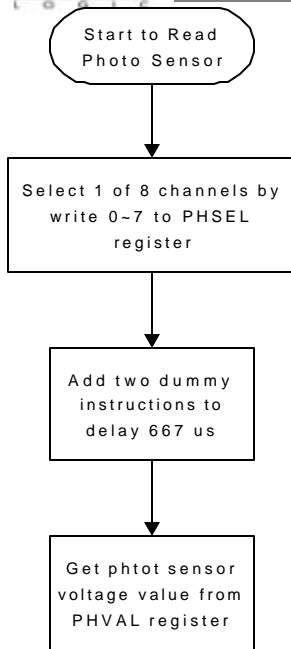 L O G I C
Start to Read
Photo Sensor
Select 1 of 8 channels by
write 0~7 to PHSEL
register
Add two dummy
instructions to
delay 667 us
Get phtot sensor
voltage value from
PHVAL register